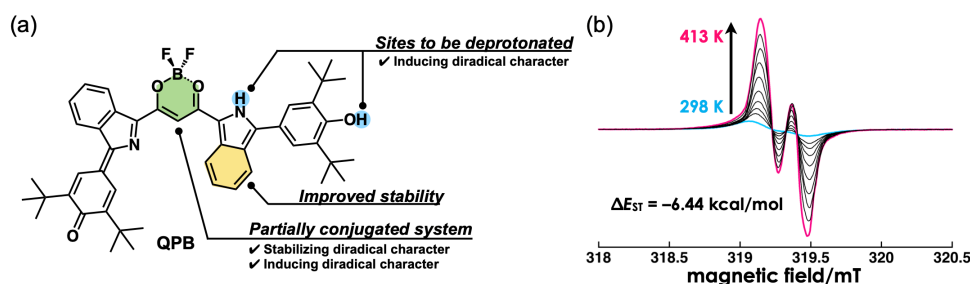 (a)
F F
B
O O
Sites to be deprotonated
✔ Inducing diradical character
H
N
OH
N
Improved stability
Partially conjugated system
✔ Stabilizing diradical character
✔ Inducing diradical character
O
QPB
(b)
413 K
298 K
ΔEST = –6.44 kcal/mol
318 318.5 319 319.5 320 320.5
magnetic field/mT